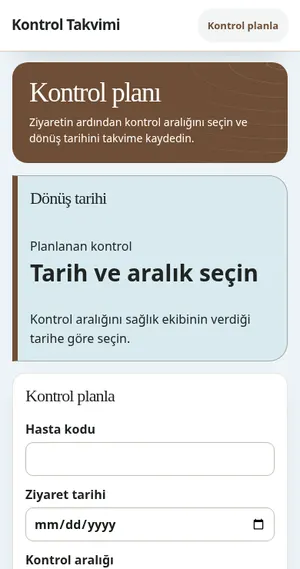 Kontrol Takvimi
Kontrol planla
Kontrol planı
Ziyaretin ardından kontrol aralığını seçin ve
dönüş tarihini takvime kaydedin.
Dönüş tarihi
Planlanan kontrol
Tarih ve aralık seçin
Kontrol aralığını sağlık ekibinin verdiği
tarihe göre seçin.
Kontrol planla
Hasta kodu
Ziyaret tarihi
mm/dd/yyyy
Kontrol aralığı